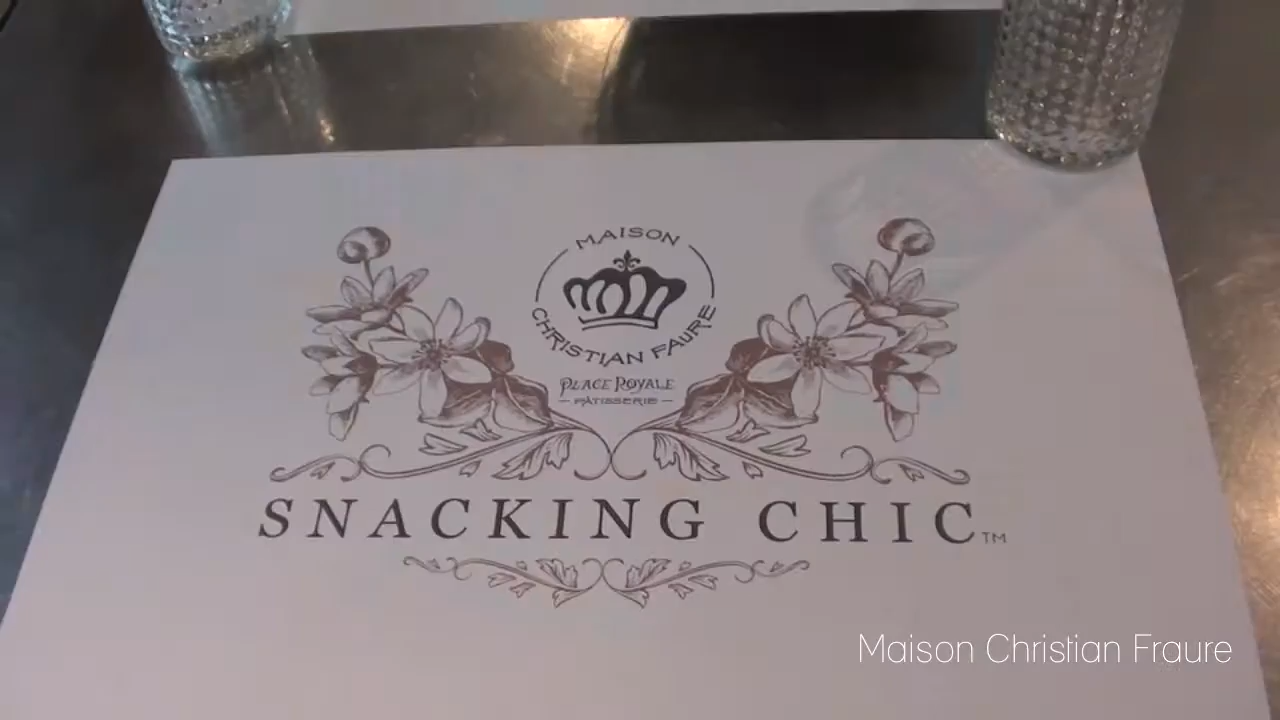 MAISON
CHRISTIAN FAURE
PLACE ROYALE
PÂTISSERIE
SNACKING CHIC™
Maison Christian Fraure